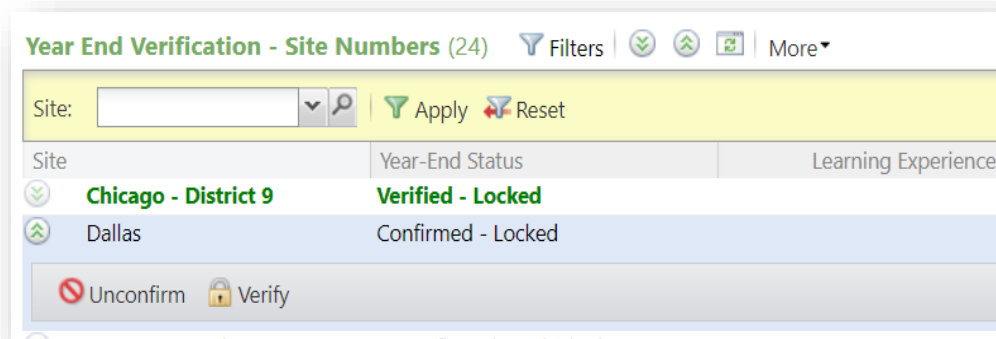 Year End Verification - Site Numbers (24) Filters More
Site: Apply Reset
Site Year-End Status Learning Experience
Chicago - District 9 Verified - Locked
Dallas Confirmed - Locked
Unconfirm Verify